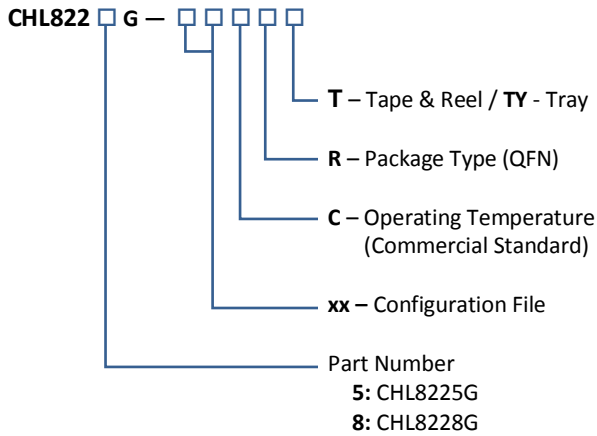 CHL822 □ G – □ □ □ □ □
T – Tape & Reel / TY - Tray
R – Package Type (QFN)
C – Operating Temperature
(Commercial Standard)
xx – Configuration File
Part Number
5: CHL8225G
8: CHL8228G